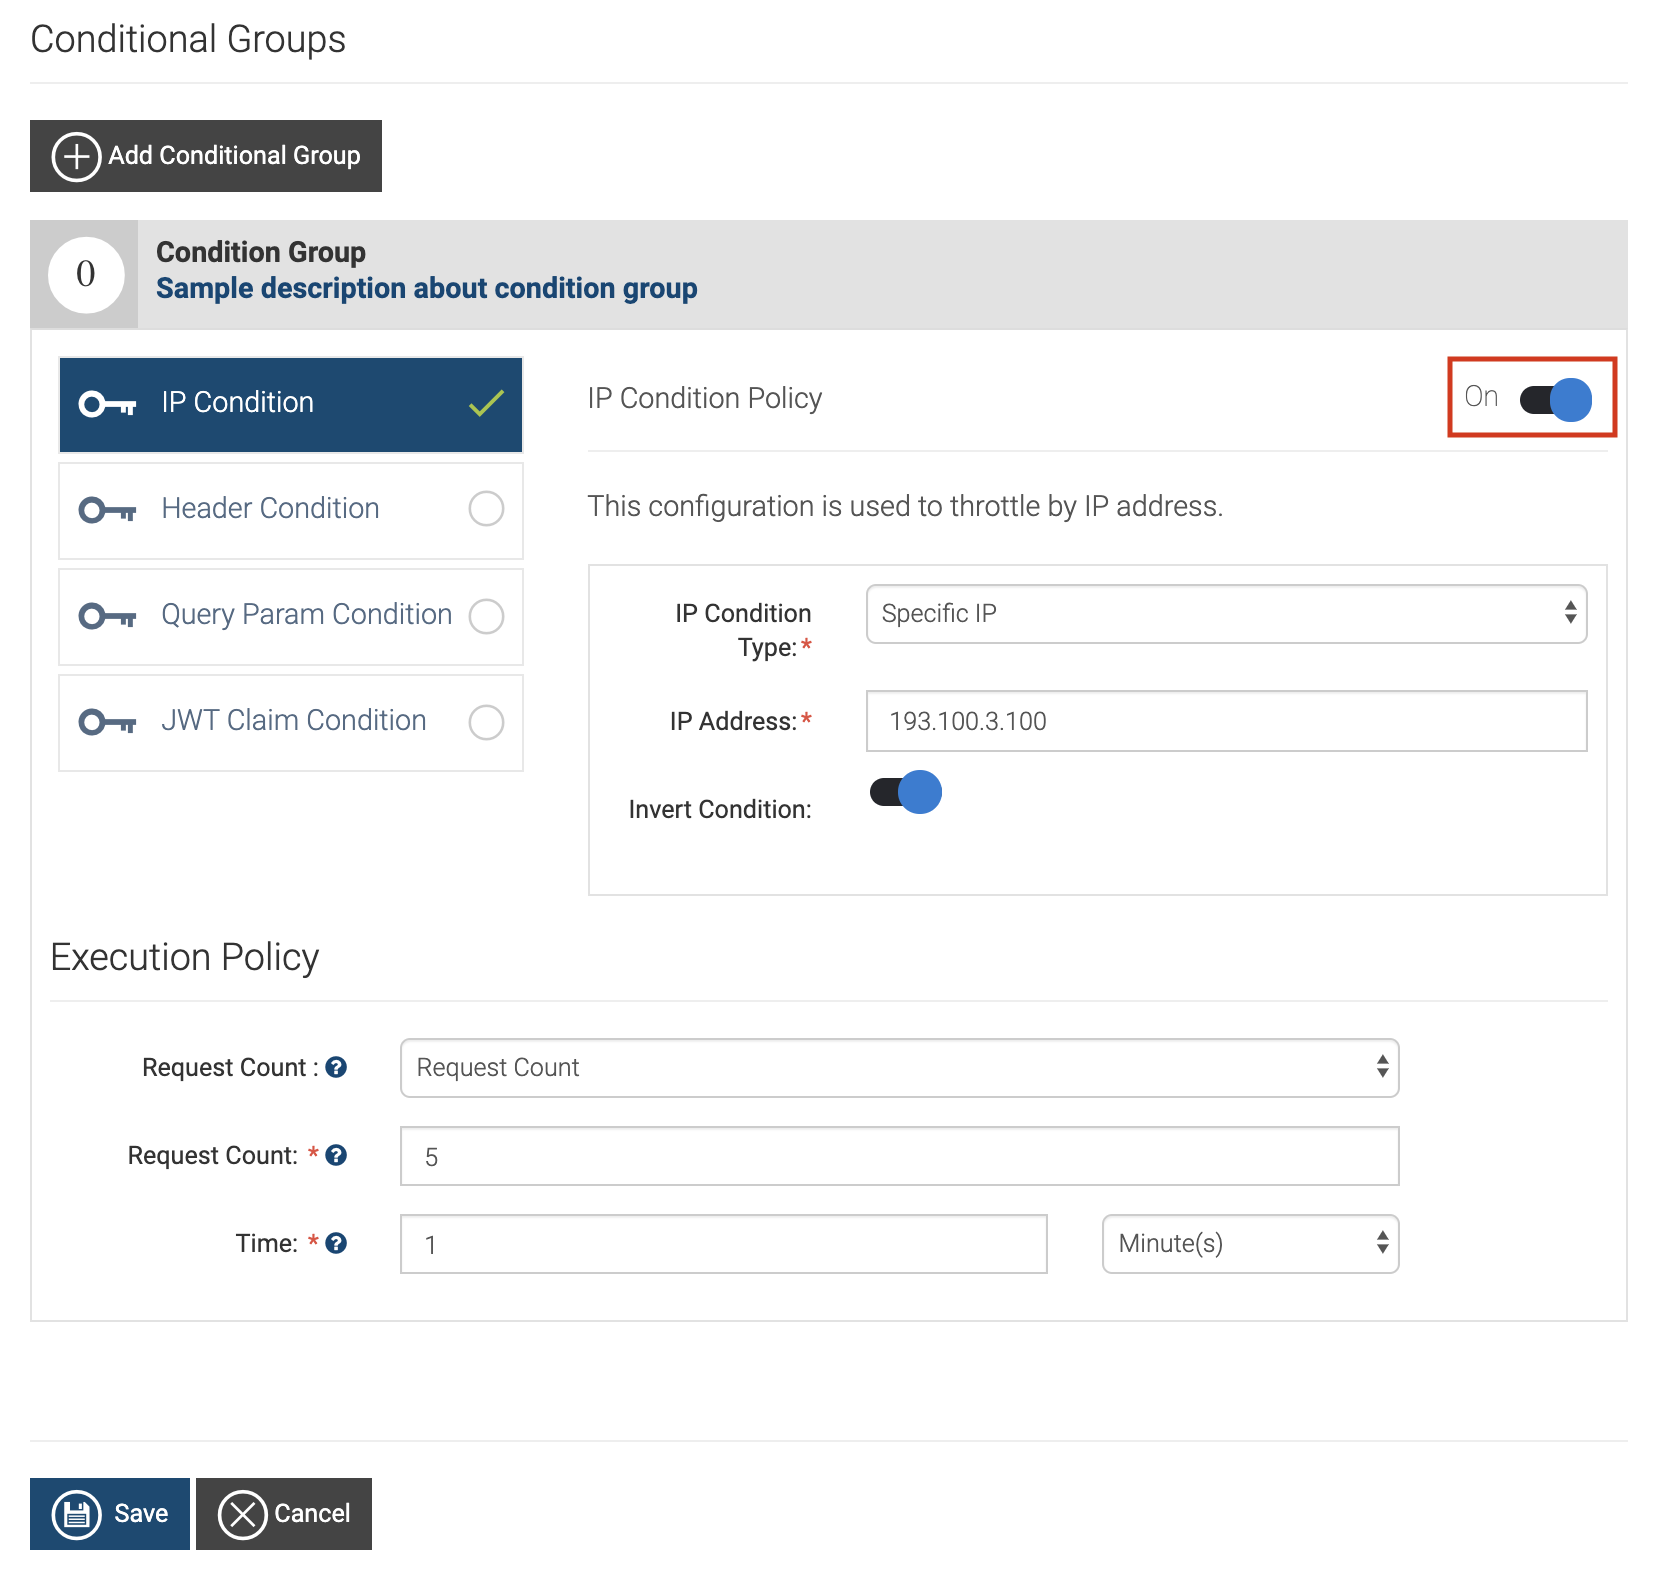 Conditional Groups
Add Conditional Group
0
Condition Group
Sample description about condition group
IP Condition
Header Condition
Query Param Condition
JWT Claim Condition
IP Condition Policy
On
This configuration is used to throttle by IP address.
IP Condition
Type:*
Specific IP
IP Address:*
193.100.3.100
Invert Condition:
Execution Policy
Request Count : ?
Request Count
Request Count: * ?
5
Time: * ?
1
Minute(s)
Save
Cancel